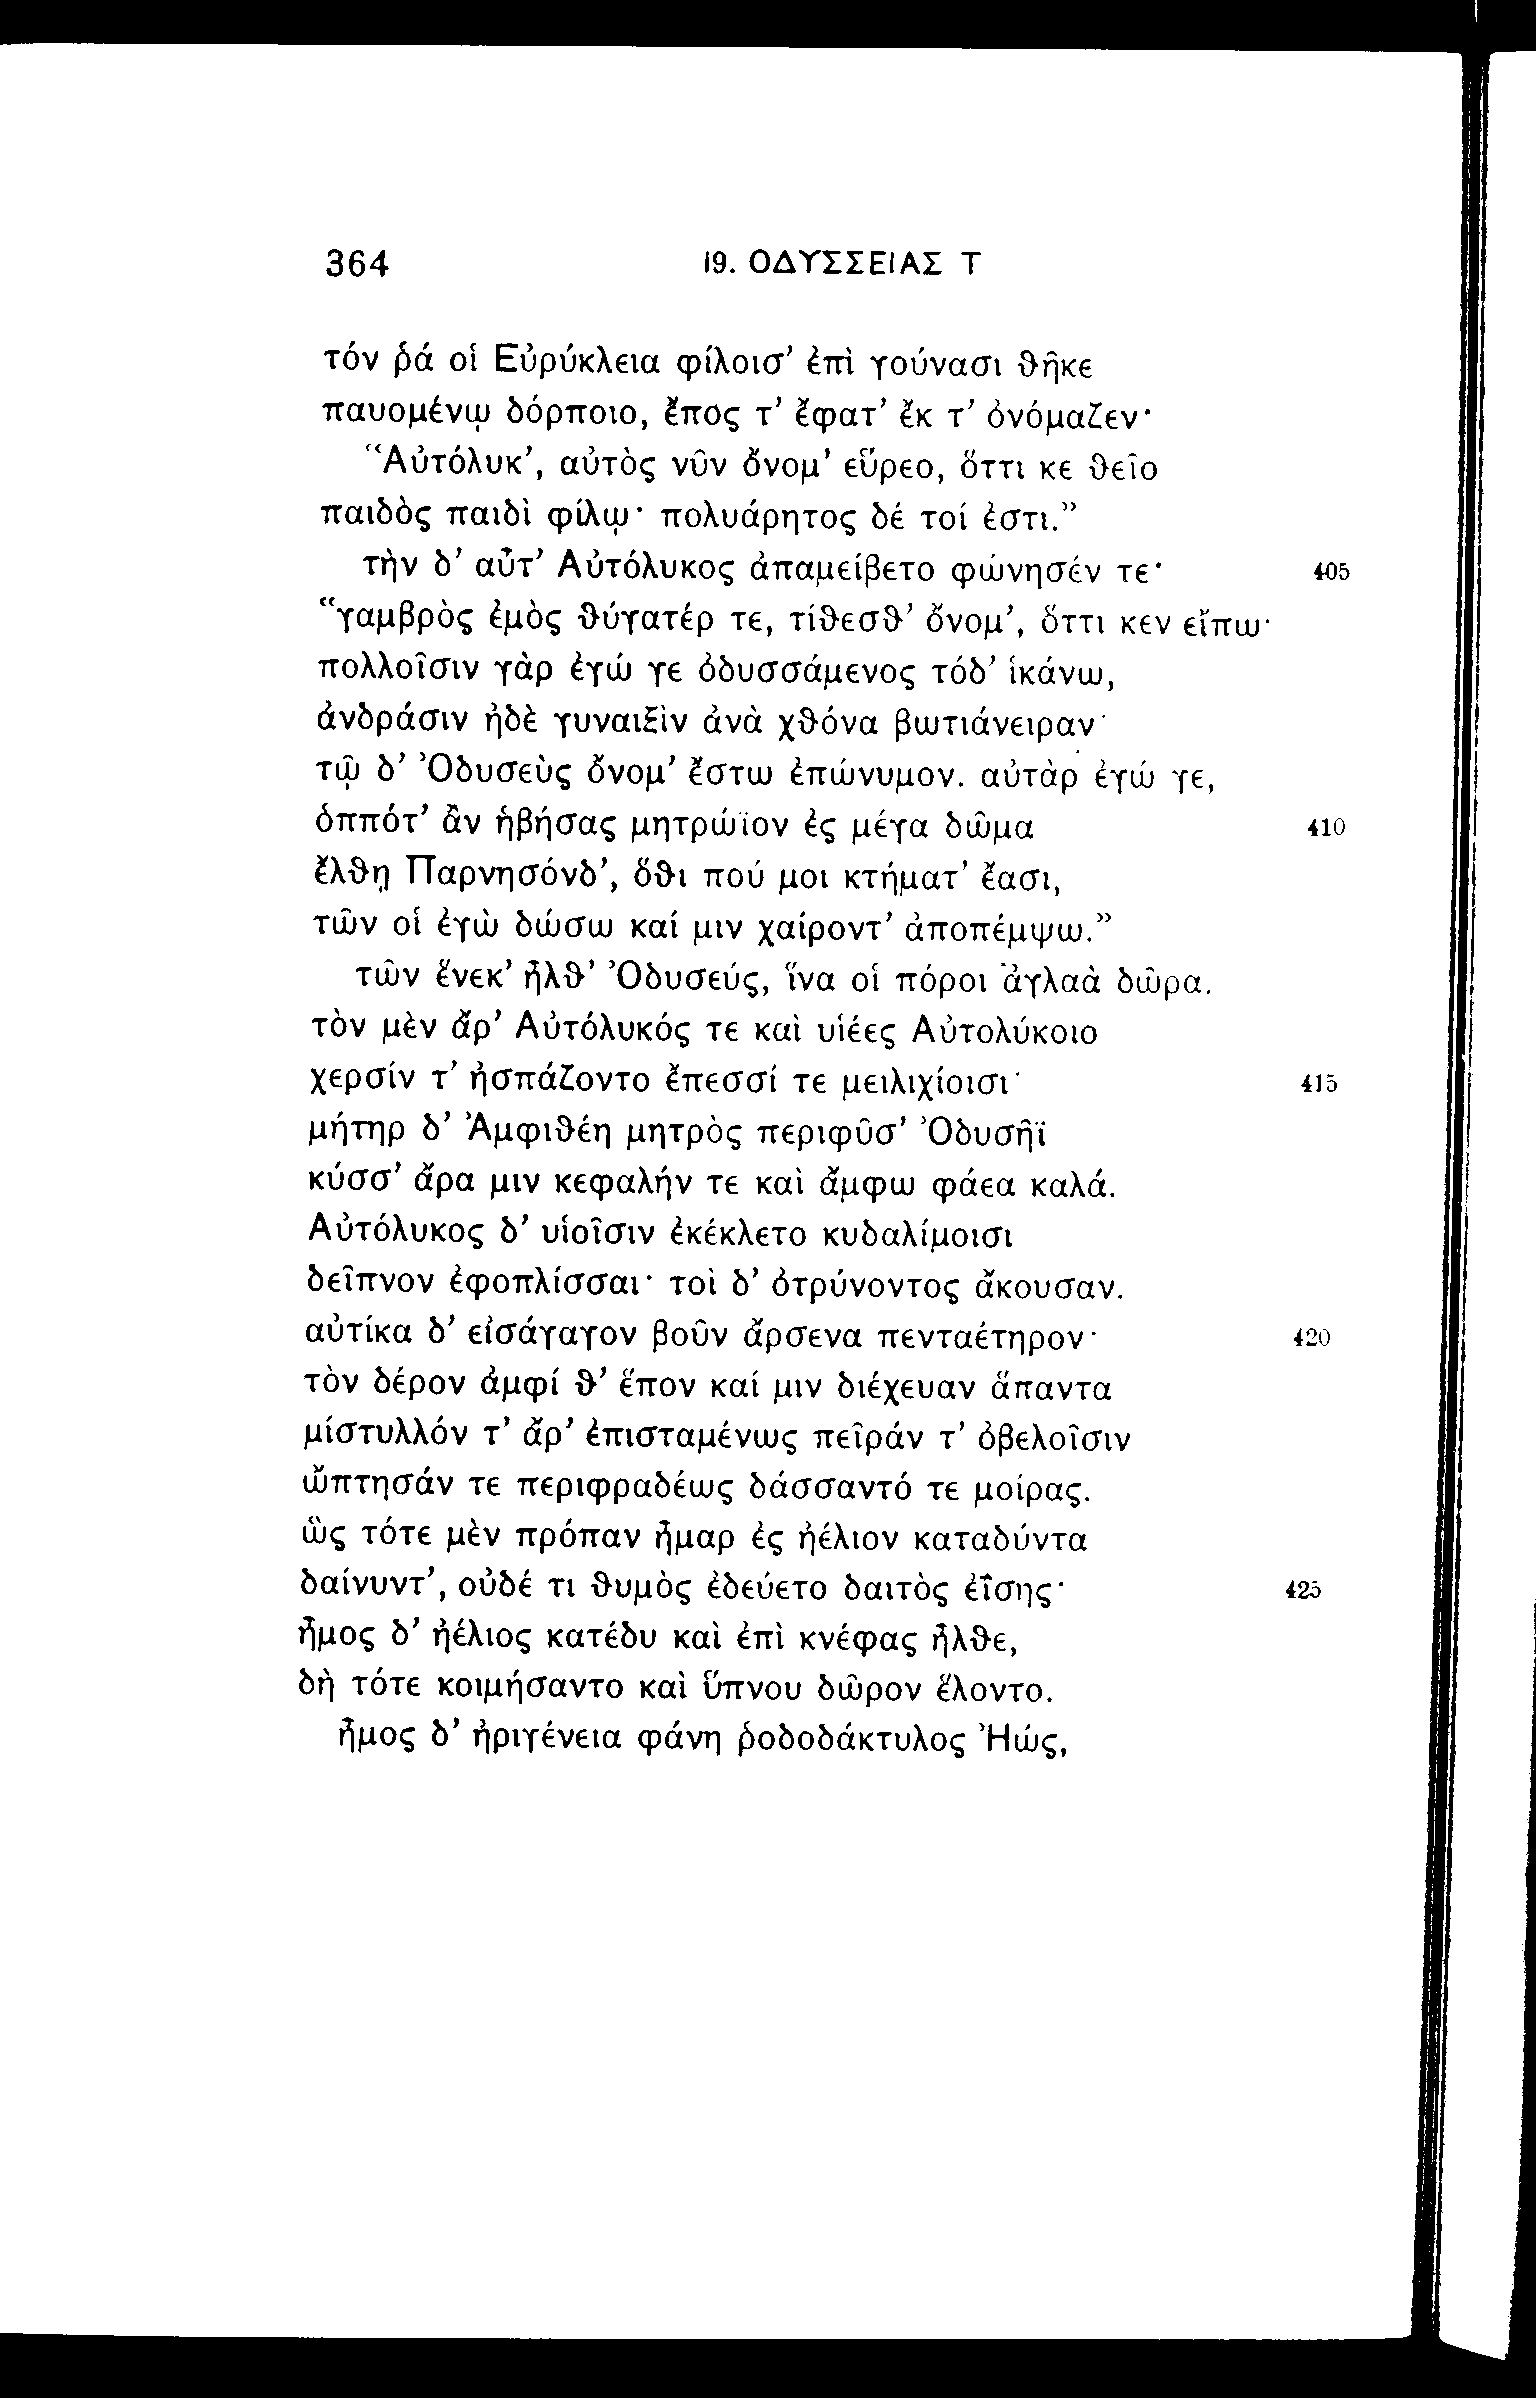 364
19. ΟΔΥΣΣΕΙΑΣ Τ
τόν ῥά οἱ Εὐρύκλεια φίλοισ’ ἐπὶ γούνασι θῆκε
παυομένῳ δόρποιο, ἔπος τ’ ἔφατ’ ἔκ τ’ ὀνόμαζεν·
“Αὐτόλυκ’, αὐτὸς νῦν ὄνομ’ εὕρεο, ὅττι κε θεῖο
παιδὸς παιδὶ φίλῳ· πολυάρητος δέ τοί ἐστι.”
τὴν δ’ αὖτ’ Αὐτόλυκος ἀπαμείβετο φώνησέν τε· 405
“γαμβρὸς ἐμὸς θύγατέρ τε, τίθεσθ’ ὄνομ’, ὅττι κεν εἴπω·
πολλοῖσιν γὰρ ἐγώ γε ὀδυσσάμενος τόδ’ ἱκάνω,
ἀνδράσιν ἠδὲ γυναιξὶν ἀνὰ χθόνα βωτιάνειραν·
τῷ δ’ Ὀδυσεὺς ὄνομ’ ἔστω ἐπώνυμον. αὐτὰρ ἐγώ γε,
ὁππότ’ ἂν ἡβήσας μητρώϊον ἐς μέγα δῶμα 410
ἔλθῃ Παρνησόνδ’, ὅθι πού μοι κτήματ’ ἔασι,
τῶν οἱ ἐγὼ δώσω καί μιν χαίροντ’ ἀποπέμψω.”
τῶν ἕνεκ’ ἦλθ’ Ὀδυσεύς, ἵνα οἱ πόροι ἀγλαὰ δῶρα.
τὸν μὲν ἄρ’ Αὐτόλυκός τε καὶ υἱέες Αὐτολύκοιο
χερσίν τ’ ἠσπάζοντο ἔπεσσί τε μειλιχίοισι· 415
μήτηρ δ’ Ἀμφιθέη μητρὸς περιφῦσ’ Ὀδυσῆϊ
κύσσ’ ἄρα μιν κεφαλήν τε καὶ ἄμφω φάεα καλά.
Αὐτόλυκος δ’ υἱοῖσιν ἐκέκλετο κυδαλίμοισι
δεῖπνον ἐφοπλίσσαι· τοὶ δ’ ὀτρύνοντος ἄκουσαν.
αὐτίκα δ’ εἰσάγαγον βοῦν ἄρσενα πενταέτηρον· 420
τὸν δέρον ἀμφί θ’ ἕπον καί μιν διέχευαν ἅπαντα
μίστυλλόν τ’ ἄρ’ ἐπισταμένως πεῖράν τ’ ὀβελοῖσιν
ὤπτησάν τε περιφραδέως δάσσαντό τε μοίρας.
ὣς τότε μὲν πρόπαν ἦμαρ ἐς ἠέλιον καταδύντα
δαίνυντ’, οὐδέ τι θυμὸς ἐδεύετο δαιτὸς ἐΐσης· 425
ἦμος δ’ ἠέλιος κατέδυ καὶ ἐπὶ κνέφας ἦλθε,
δὴ τότε κοιμήσαντο καὶ ὕπνου δῶρον ἕλοντο.
ἦμος δ’ ἠριγένεια φάνη ῥοδοδάκτυλος Ἠώς,